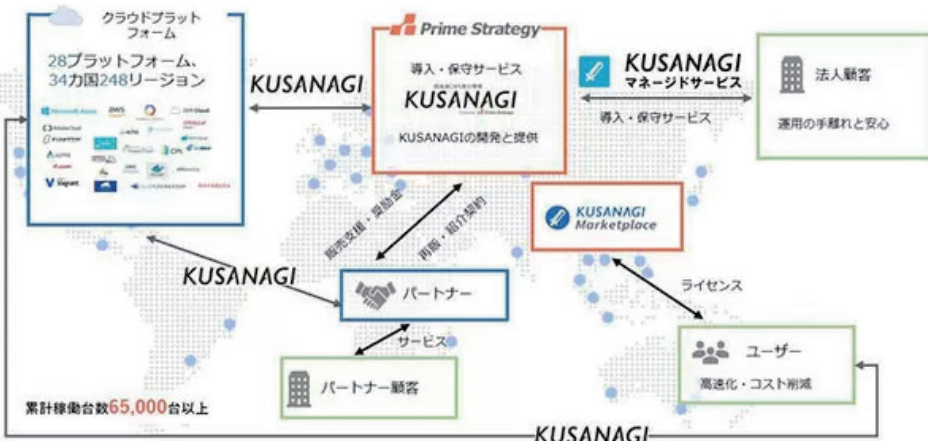 クラウドプラット
フォーム
28プラットフォーム、
34カ国248リージョン
Microsoft Azure
aws
Vagrant
KUSANAGI
Prime Strategy
導入・保守サービス
KUSANAGI
KUSANAGIの開発と提供
KUSANAGI
マネージドサービス
導入・保守サービス
法人顧客
運用の手離れと安心
販売支援・奨励金
再販・紹介契約
KUSANAGI
Marketplace
KUSANAGI
パートナー
ライセンス
サービス
パートナー顧客
ユーザー
高速化・コスト削減
累計稼働台数65,000台以上
KUSANAGI